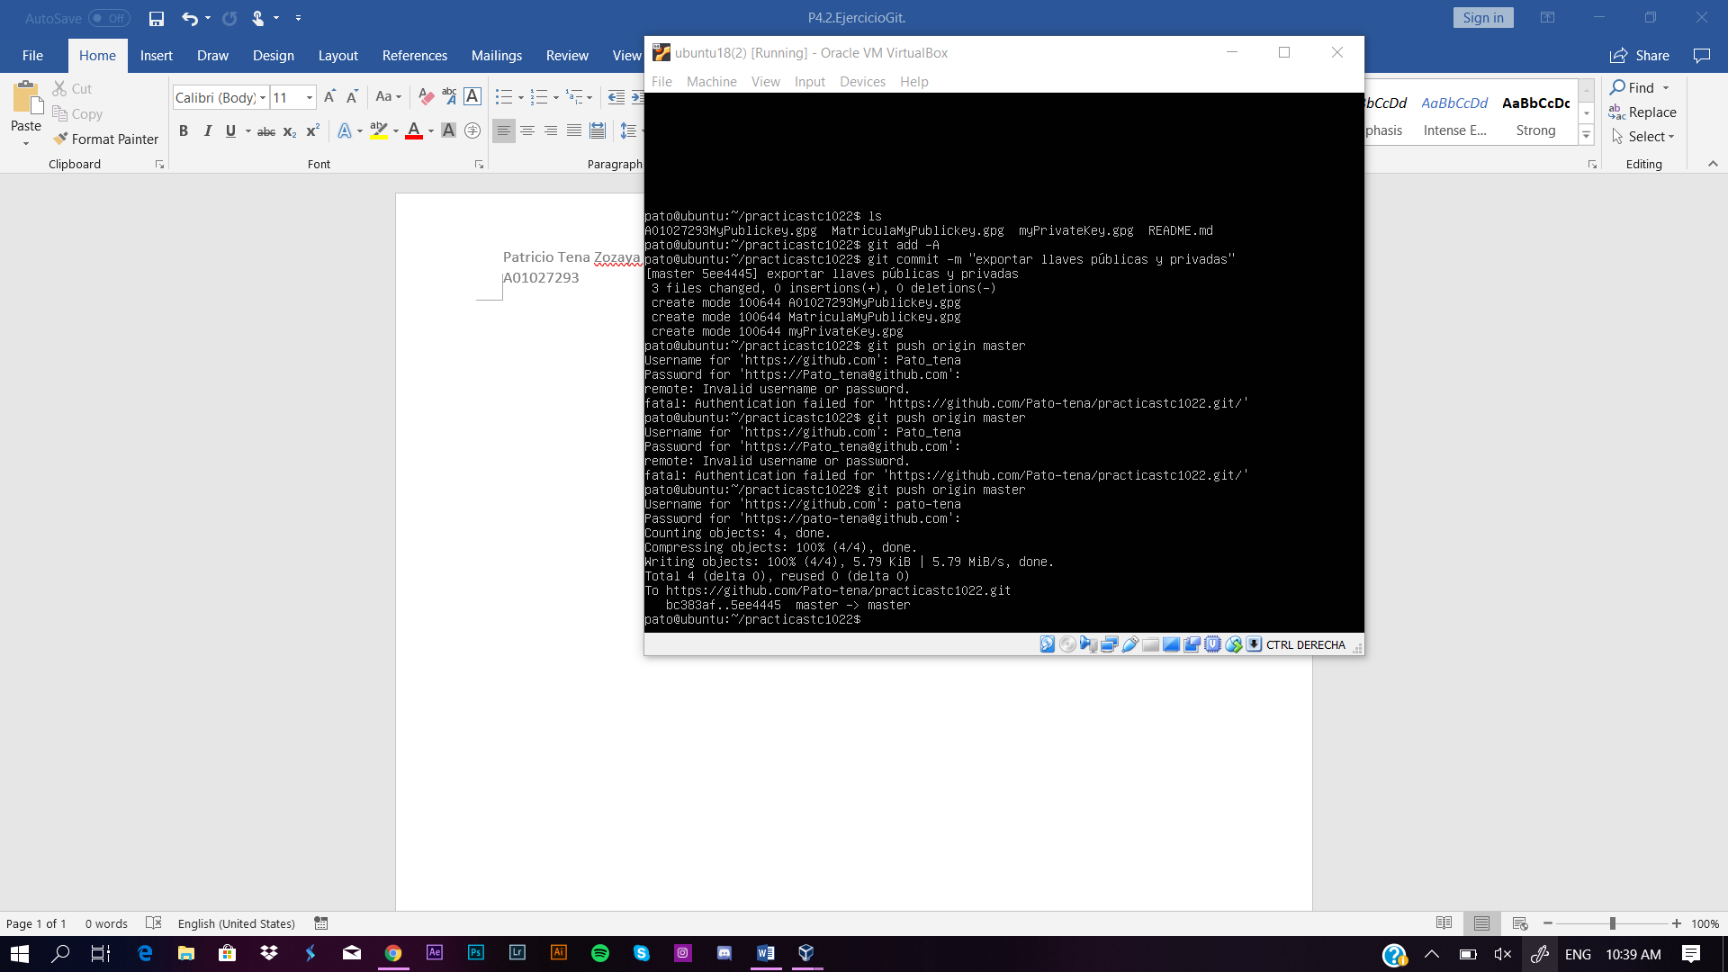 AutoSave Off
P4.2.EjercicioGit.
Sign in
File Home Insert Draw Design Layout References Mailings Review View
Share
Paste
Cut
Copy
Format Painter
Clipboard
Calibri (Body)
11
Font
Paragraph
phasis
AaBbCcDd
Intense E...
AaBbCcDc
Strong
Find
Replace
Select
Editing
Patricio Tena Zozaya
A01027293
ubuntu18(2) [Running] - Oracle VM VirtualBox
File Machine View Input Devices Help
pato@ubuntu:~/practicastc1022$ ls
A01027293MyPublickey.gpg MatriculaMyPublickey.gpg myPrivateKey.gpg README.md
pato@ubuntu:~/practicastc1022$ git add -A
pato@ubuntu:~/practicastc1022$ git commit -m "exportar llaves públicas y privadas"
[master 5ee4445] exportar llaves públicas y privadas
3 files changed, 0 insertions(+), 0 deletions(-)
create mode 100644 A01027293MyPublickey.gpg
create mode 100644 MatriculaMyPublickey.gpg
create mode 100644 myPrivateKey.gpg
pato@ubuntu:~/practicastc1022$ git push origin master
Username for 'https://github.com': Pato_tena
Password for 'https://Pato_tena@github.com':
remote: Invalid username or password.
fatal: Authentication failed for 'https://github.com/Pato-tena/practicastc1022.git/'
pato@ubuntu:~/practicastc1022$ git push origin master
Username for 'https://github.com': Pato_tena
Password for 'https://Pato_tena@github.com':
remote: Invalid username or password.
fatal: Authentication failed for 'https://github.com/Pato-tena/practicastc1022.git/'
pato@ubuntu:~/practicastc1022$ git push origin master
Username for 'https://github.com': pato-tena
Password for 'https://pato-tena@github.com':
Counting objects: 4, done.
Compressing objects: 100% (4/4), done.
Writing objects: 100% (4/4), 5.79 KiB | 5.79 MiB/s, done.
Total 4 (delta 0), reused 0 (delta 0)
To https://github.com/Pato-tena/practicastc1022.git
bc383af..5ee4445 master -> master
pato@ubuntu:~/practicastc1022$
CTRL DERECHA
Page 1 of 1 0 words English (United States)
100%
ENG 10:39 AM